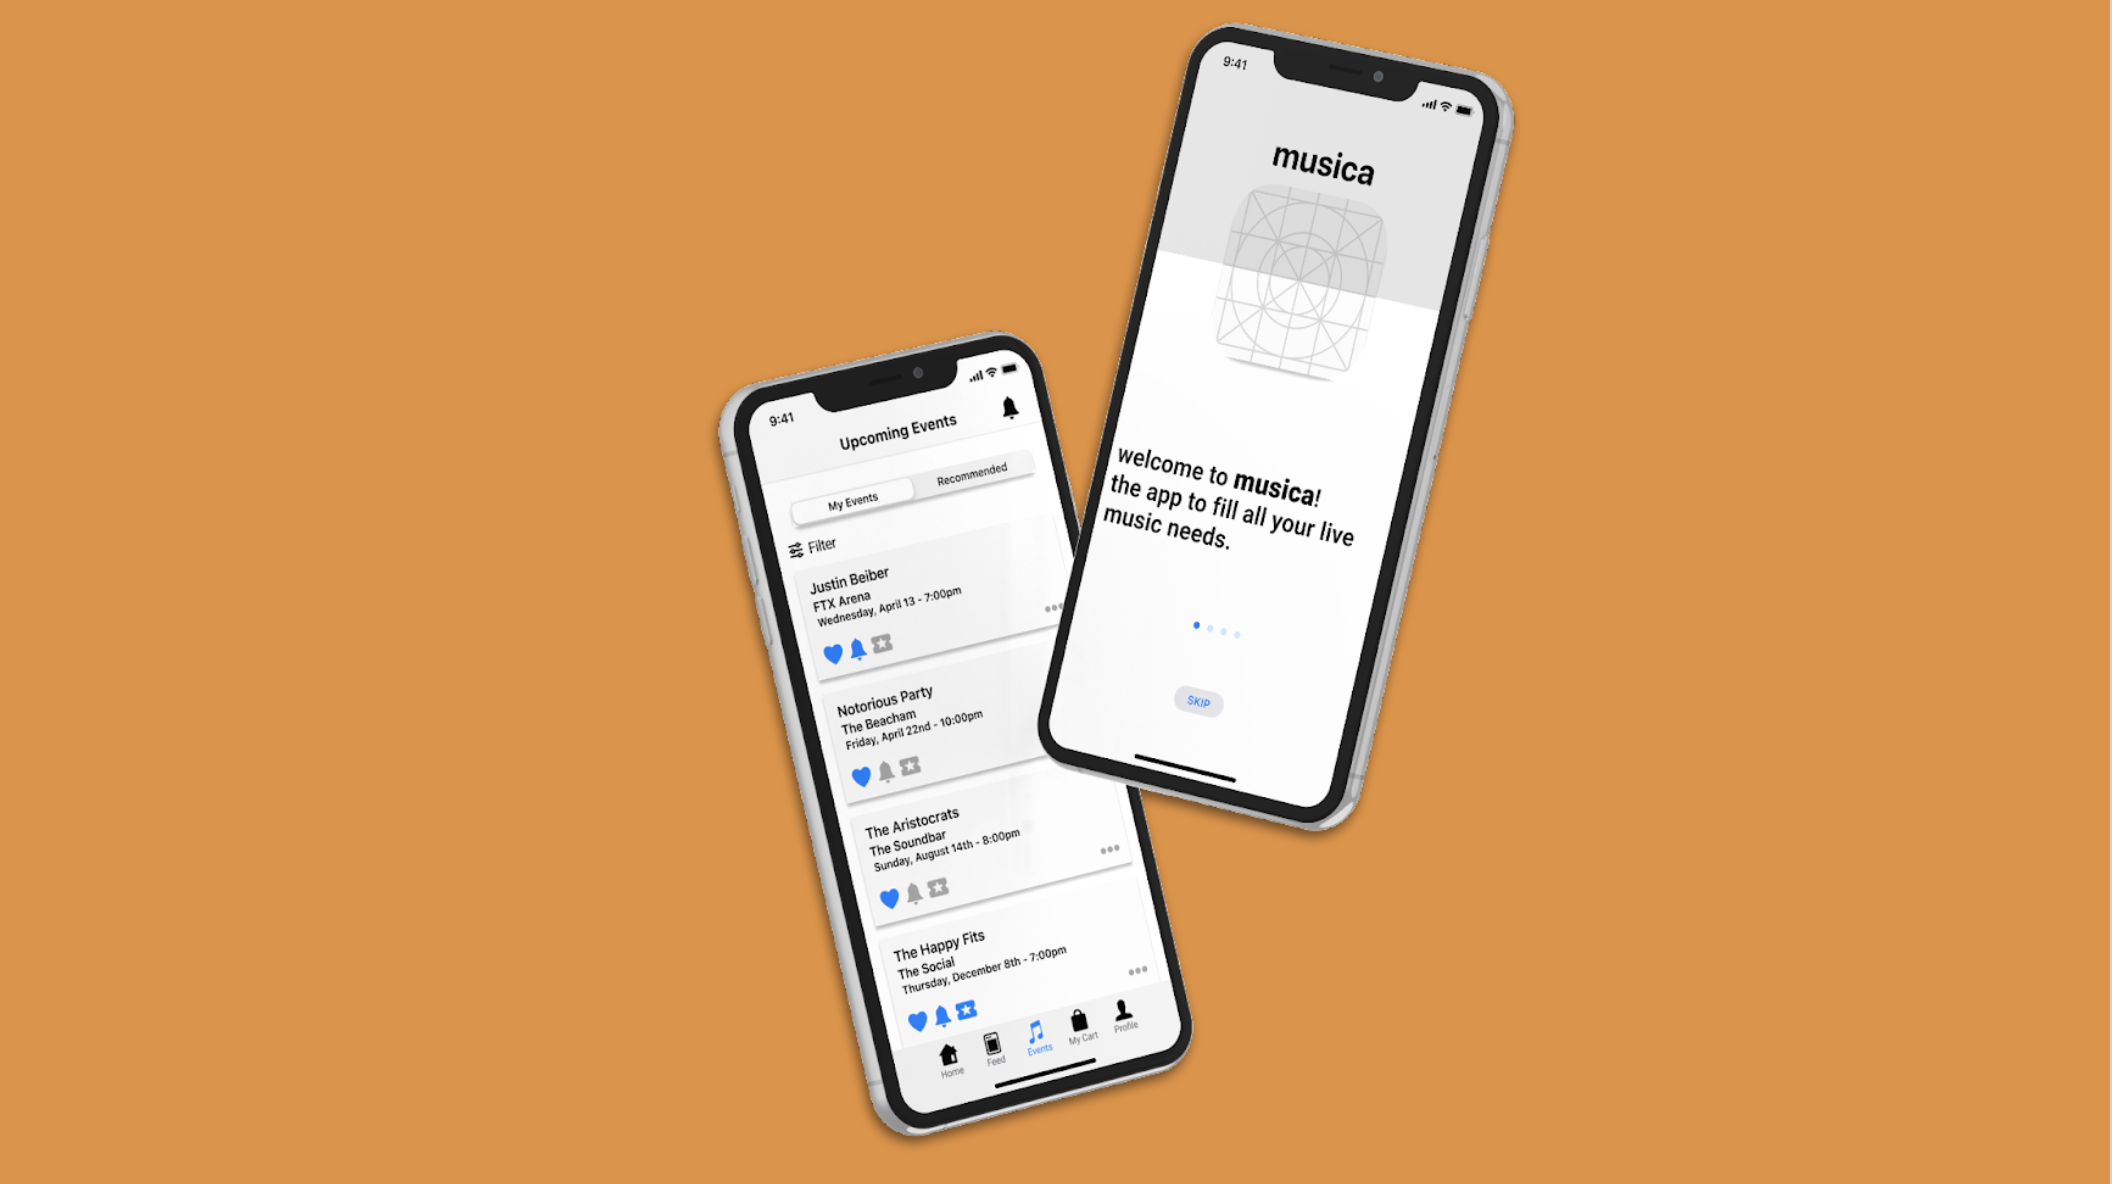 9:41
Upcoming Events
My Events
Recommended
Filter
Justin Beiber
FTX Arena
Wednesday, April 13 - 7:00pm
Notorious Party
The Beacham
Friday, April 22nd - 10:00pm
The Aristocrats
The Soundbar
Sunday, August 14th - 8:00pm
The Happy Fits
The Social
Thursday, December 8th - 7:00pm
Home
Feed
Events
My Cart
Profile
9:41
musica
welcome to musica!
the app to fill all your live
music needs.
SKIP